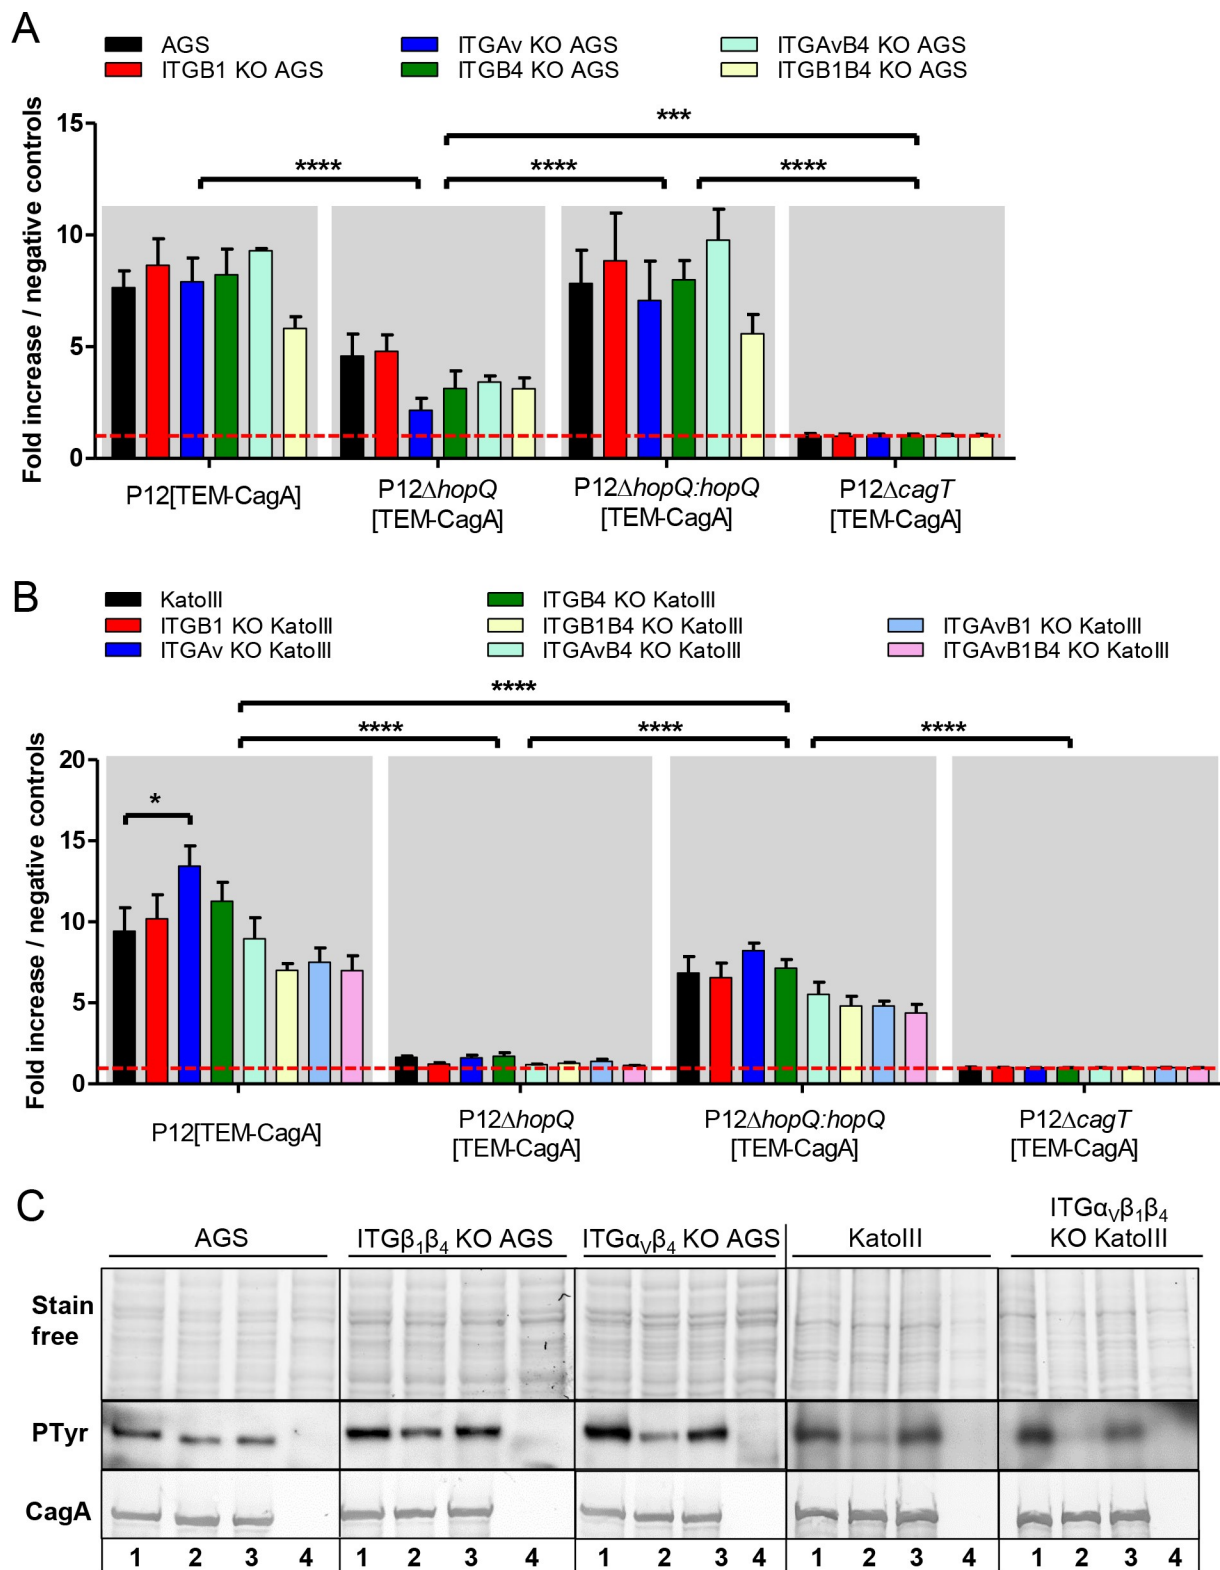 A
AGS
ITGAv KO AGS
ITGAvB4 KO AGS
ITGB1 KO AGS
ITGB4 KO AGS
ITGB1B4 KO AGS
Fold increase / negative controls
15
10
5
0
***
****
****
****
P12[TEM-CagA]
P12ΔhopQ
[TEM-CagA]
P12ΔhopQ:hopQ
[TEM-CagA]
P12ΔcagT
[TEM-CagA]
B
KatoIII
ITGB4 KO KatoIII
ITGB1 KO KatoIII
ITGB1B4 KO KatoIII
ITGAvB1 KO KatoIII
ITGAv KO KatoIII
ITGAvB4 KO KatoIII
ITGAvB1B4 KO KatoIII
Fold increase / negative controls
20
15
10
5
0
****
****
****
****
*
P12[TEM-CagA]
P12ΔhopQ
[TEM-CagA]
P12ΔhopQ:hopQ
[TEM-CagA]
P12ΔcagT
[TEM-CagA]
C
AGS
ITGβ₁β₄ KO AGS
ITGαᵥβ₄ KO AGS
KatoIII
ITGαᵥβ₁β₄
KO KatoIII
Stain
free
PTyr
CagA
1 2 3 4
1 2 3 4
1 2 3 4
1 2 3 4
1 2 3 4